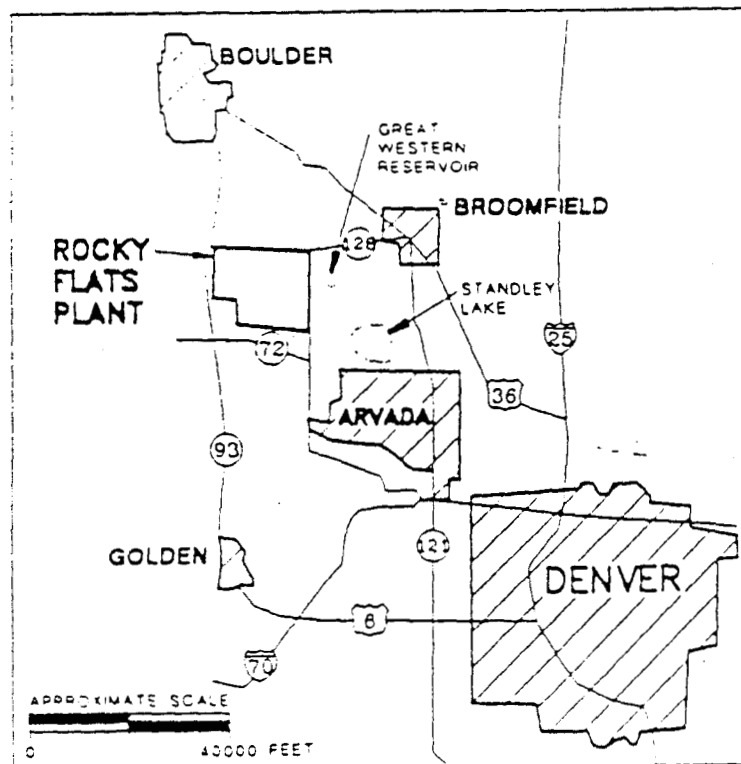 BOULDER
GREAT
WESTERN
RESERVOIR
BROOMFIELD
128
ROCKY
FLATS
PLANT
STANDLEY
LAKE
72
25
36
ARVADA
93
GOLDEN
121
DENVER
6
70
APPROXIMATE SCALE
0
40000 FEET